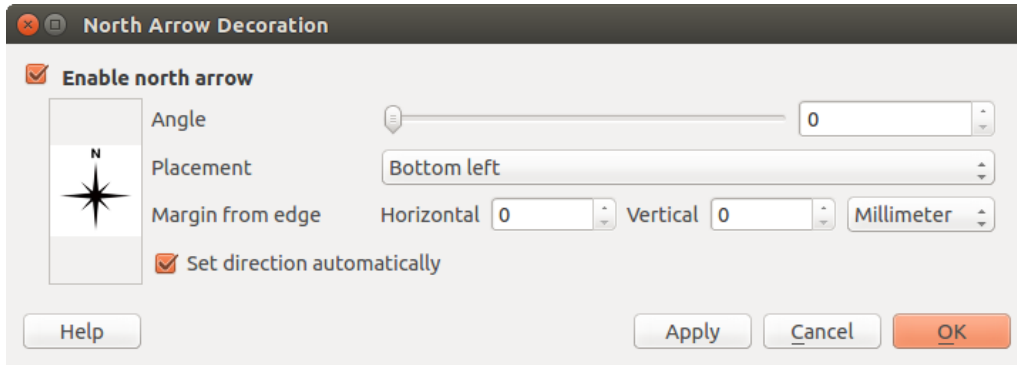 North Arrow Decoration
Enable north arrow
Angle 0
N
Placement Bottom left
Margin from edge Horizontal 0 Vertical 0 Millimeter
Set direction automatically
Help Apply Cancel OK